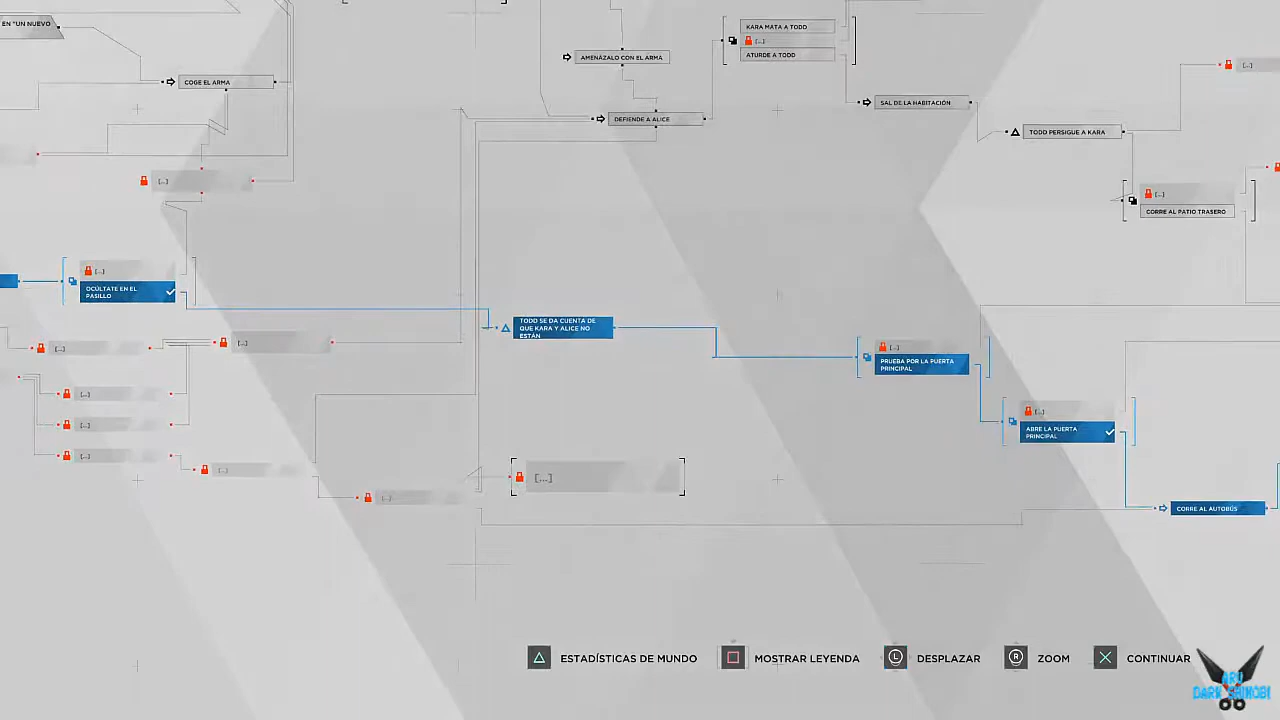 EN "UN NUEVO
KARA MATA A TODD
[...]
ATURDE A TODD
AMENÁZALO CON EL ARMA
[...]
COGE EL ARMA
SAL DE LA HABITACIÓN
DEFIENDE A ALICE
TODD PERSIGUE A KARA
[...]
[...]
CORRE AL PATIO TRASERO
[...]
OCÚLTATE EN EL
PASILLO
TODD SE DA CUENTA DE
QUE KARA Y ALICE NO
ESTÁN
[...]
[...]
[...]
PRUEBA POR LA PUERTA
PRINCIPAL
[...]
[...]
ABRE LA PUERTA
PRINCIPAL
[...]
[...]
[...]
[...]
[...]
CORRE AL AUTOBÚS
ESTADÍSTICAS DE MUNDO
MOSTRAR LEYENDA
L
DESPLAZAR
R
ZOOM
CONTINUAR
ARU
DARK SHINOBI